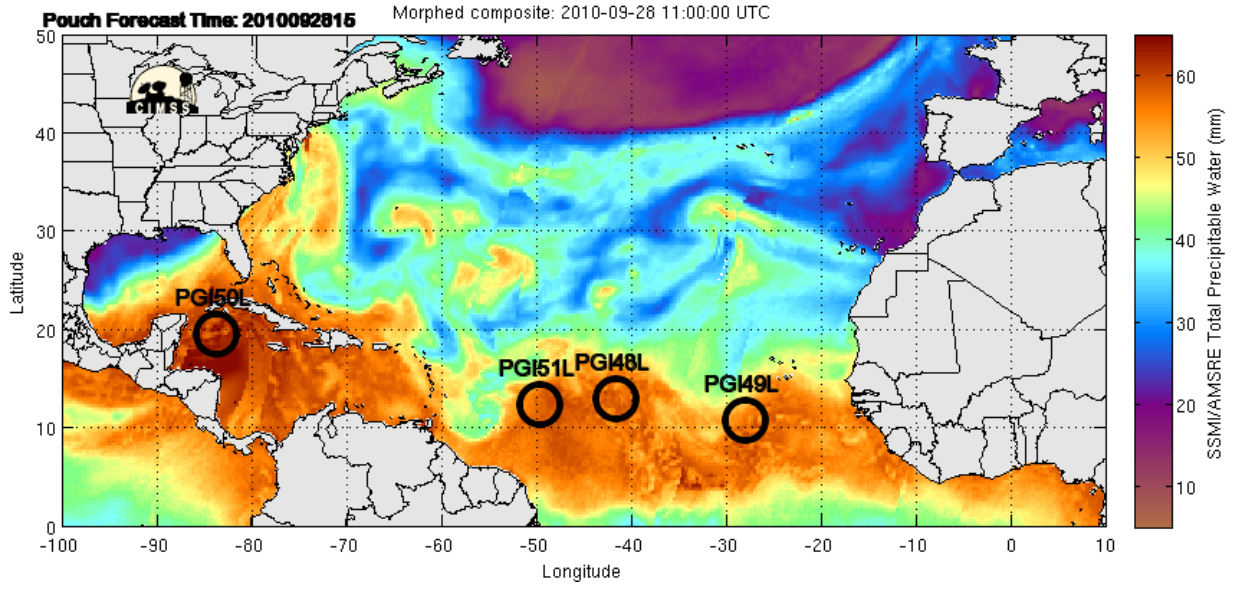 Pouch Forecast Time: 2010092815
Morphed composite: 2010-09-28 11:00:00 UTC
CIMSS
50
40
30
20
10
0
Latitude
-100
-90
-80
-70
-60
-50
-40
-30
-20
-10
0
10
Longitude
PGI50L
PGI51L
PGI48L
PGI49L
60
50
40
30
20
10
SSMI/AMSRE Total Precipitable Water (mm)